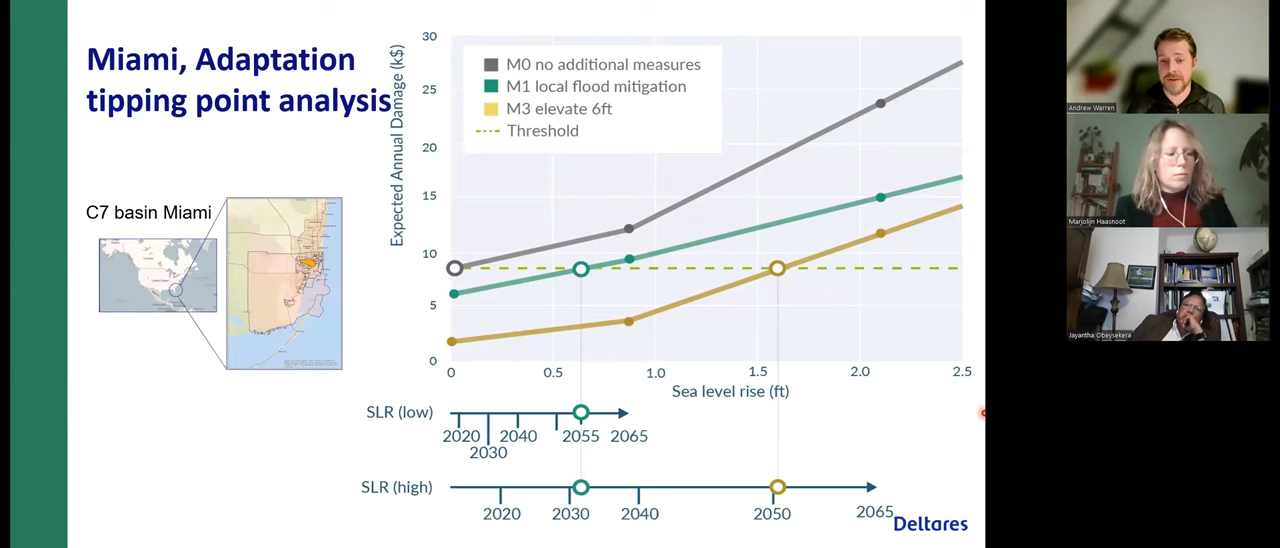 Miami, Adaptation
tipping point analysis
C7 basin Miami
Expected Annual Damage (k$)
30
25
20
15
10
5
0
M0 no additional measures
M1 local flood mitigation
M3 elevate 6ft
Threshold
0 0.5 1.0 1.5 2.0 2.5
Sea level rise (ft)
SLR (low)
2020 2040 2055 2065
2030
SLR (high)
2020 2030 2040 2050 2065
Deltares
Andrew Warren
Marjolijn Haasnoot
Jayantha Obeysekera